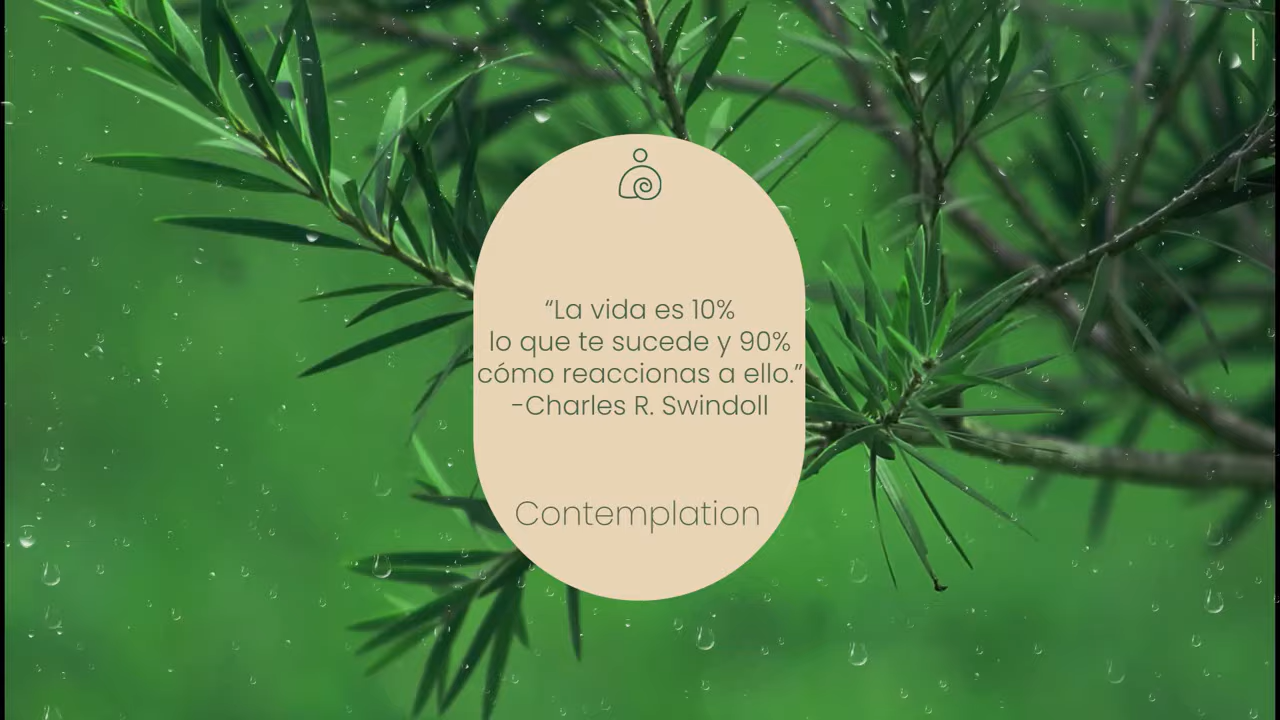 “La vida es 10%
lo que te sucede y 90%
cómo reaccionas a ello.”
-Charles R. Swindoll
Contemplation